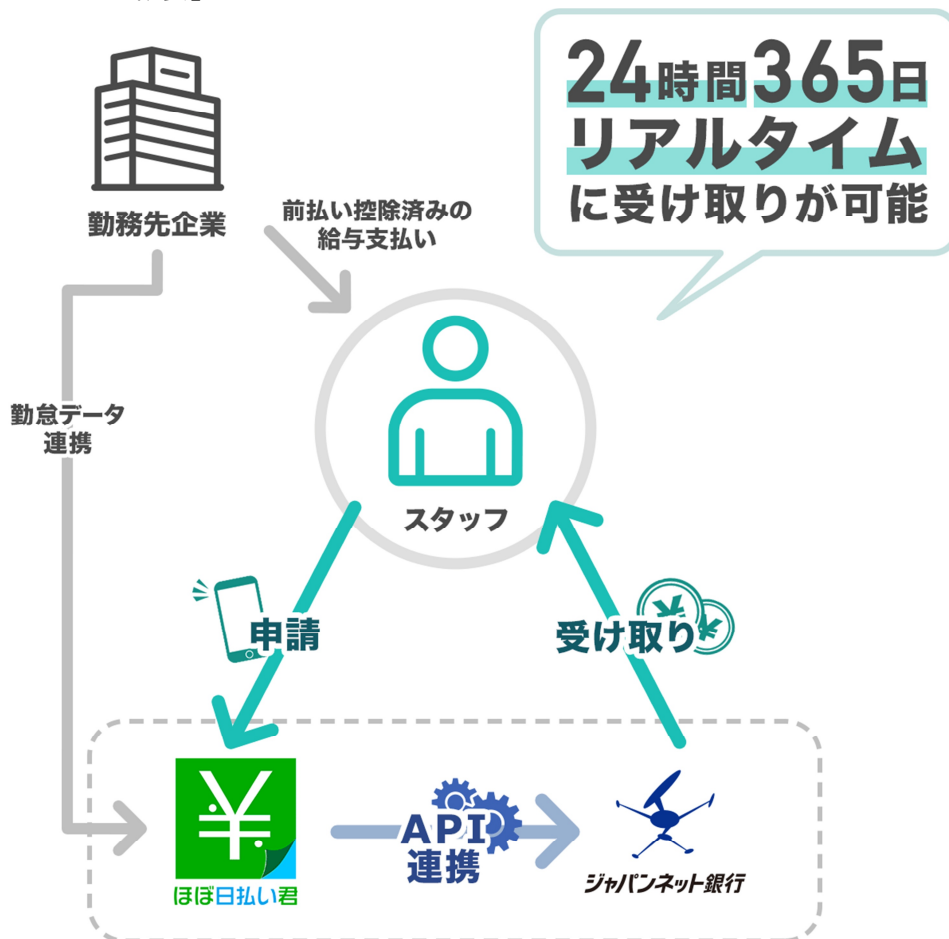 24時間365日
リアルタイム
に受け取りが可能
勤務先企業
前払い控除済みの
給与支払い
勤怠データ
連携
スタッフ
申請
受け取り
ほぼ日払い君
API
連携
ジャパンネット銀行